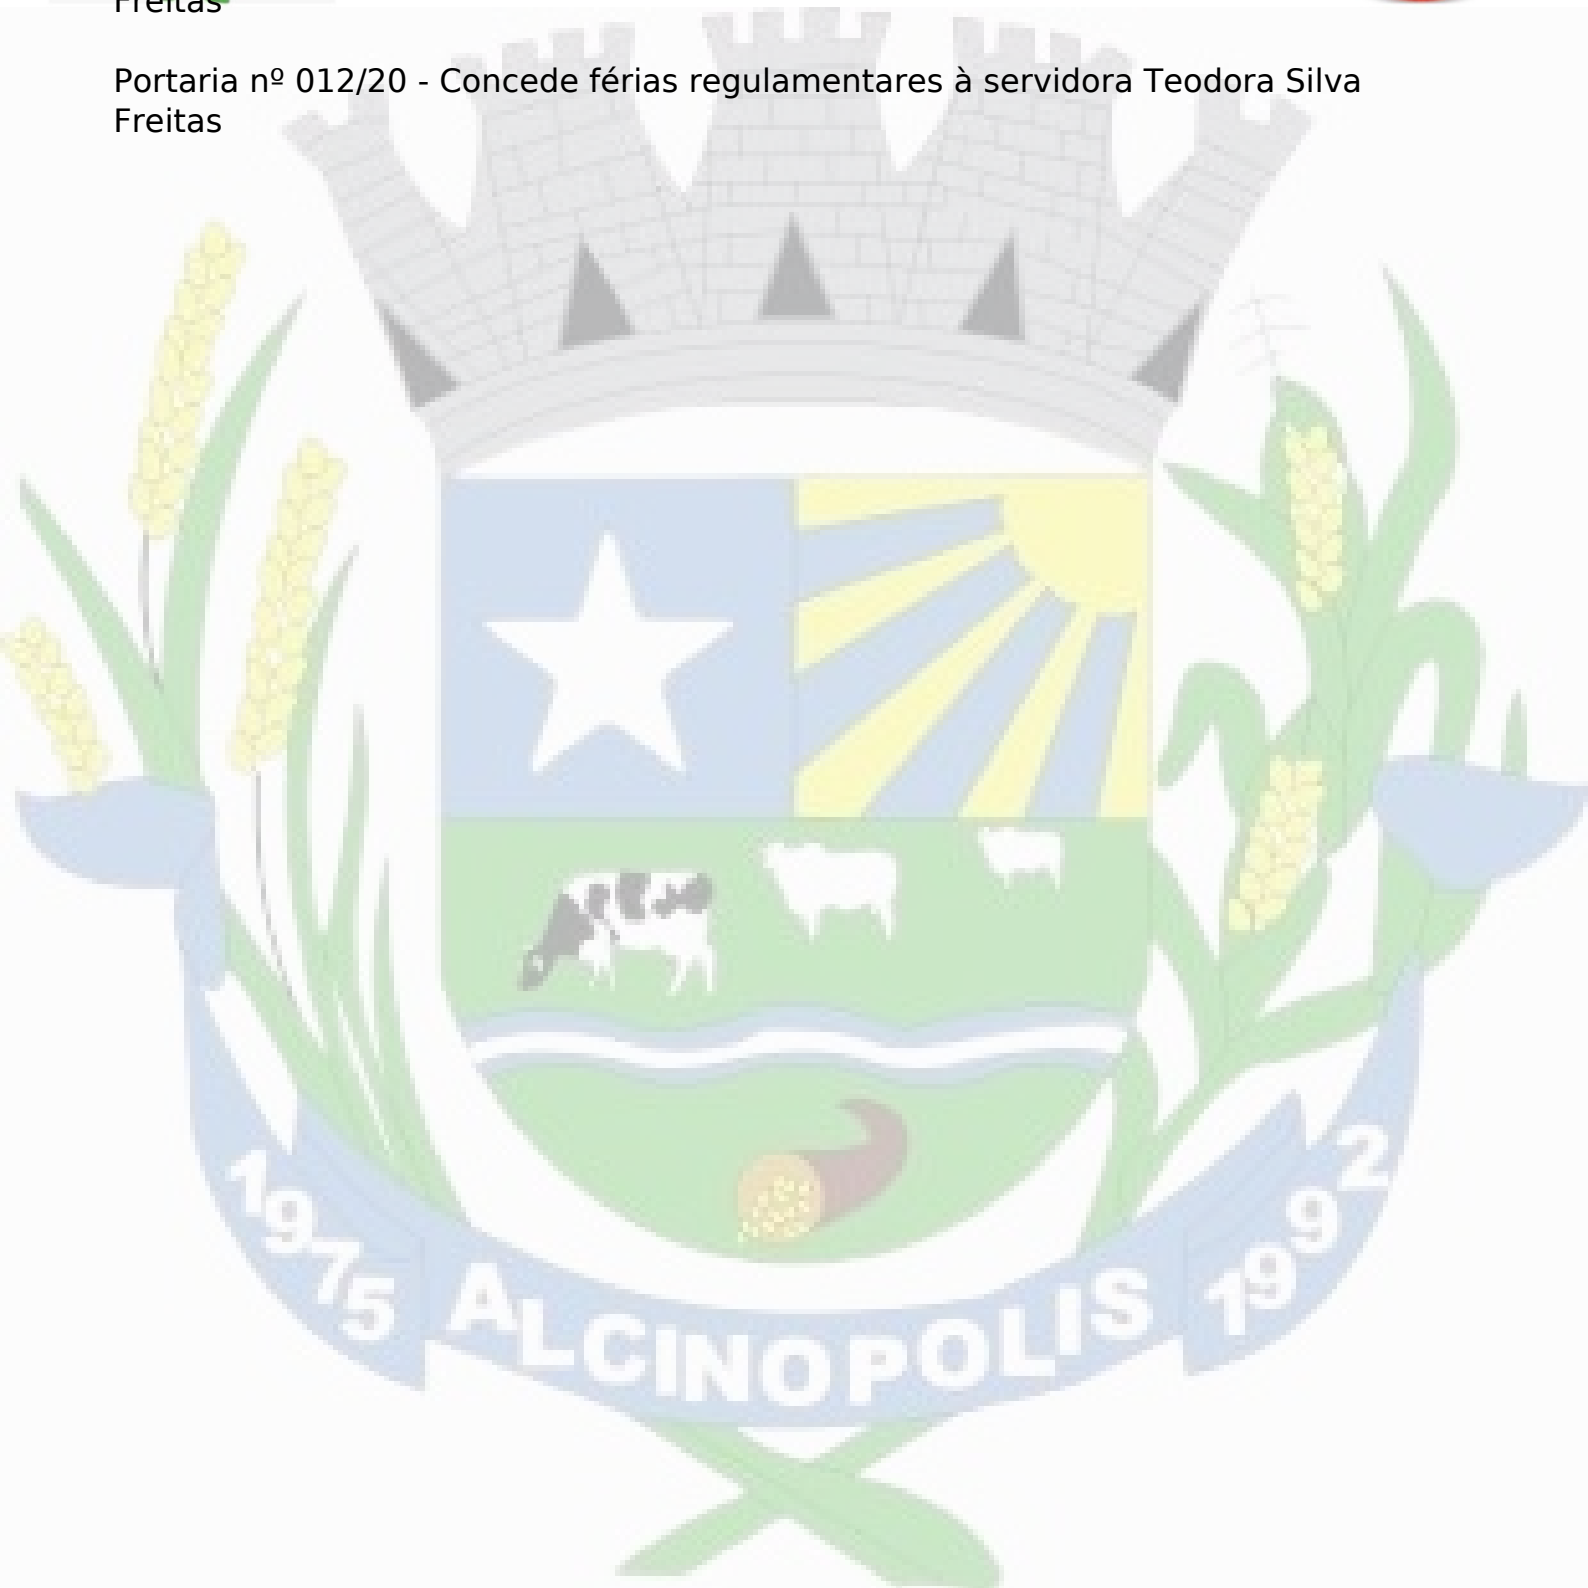 Freitas
Portaria nº 012/20 - Concede férias regulamentares à servidora Teodora Silva
Freitas
1975 ALCINOPOLIS 1992